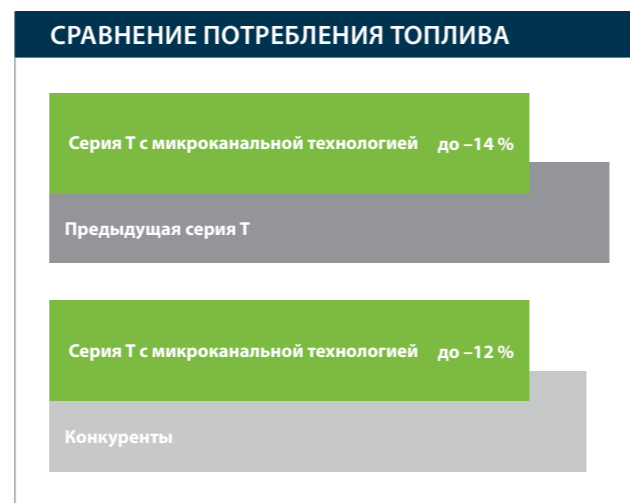 СРАВНЕНИЕ ПОТРЕБЛЕНИЯ ТОПЛИВА
Серия Т с микроканальной технологией до –14 %
Предыдущая серия Т
Серия Т с микроканальной технологией до –12 %
Конкуренты